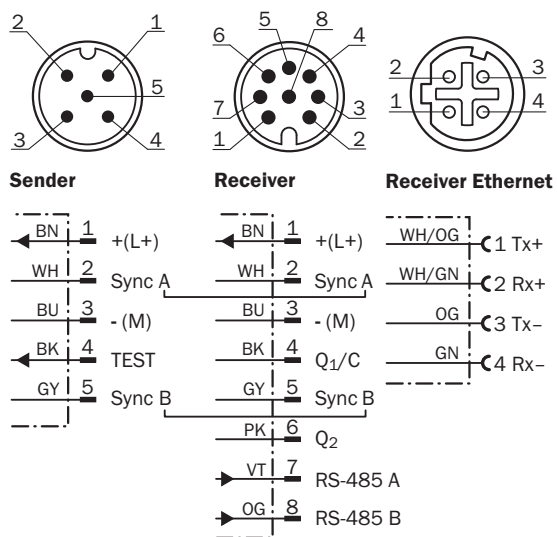 2 1
5
3 4
5 8
6 4
7 3
1 2
2 3
1 4
Sender
BN 1 +(L+)
WH 2 Sync A
BU 3 - (M)
BK 4 TEST
GY 5 Sync B
Receiver
BN 1 +(L+)
WH 2 Sync A
BU 3 - (M)
BK 4 Q1/C
GY 5 Sync B
PK 6 Q2
VT 7 RS-485 A
OG 8 RS-485 B
Receiver Ethernet
WH/OG 1 Tx+
WH/GN 2 Rx+
OG 3 Tx–
GN 4 Rx–